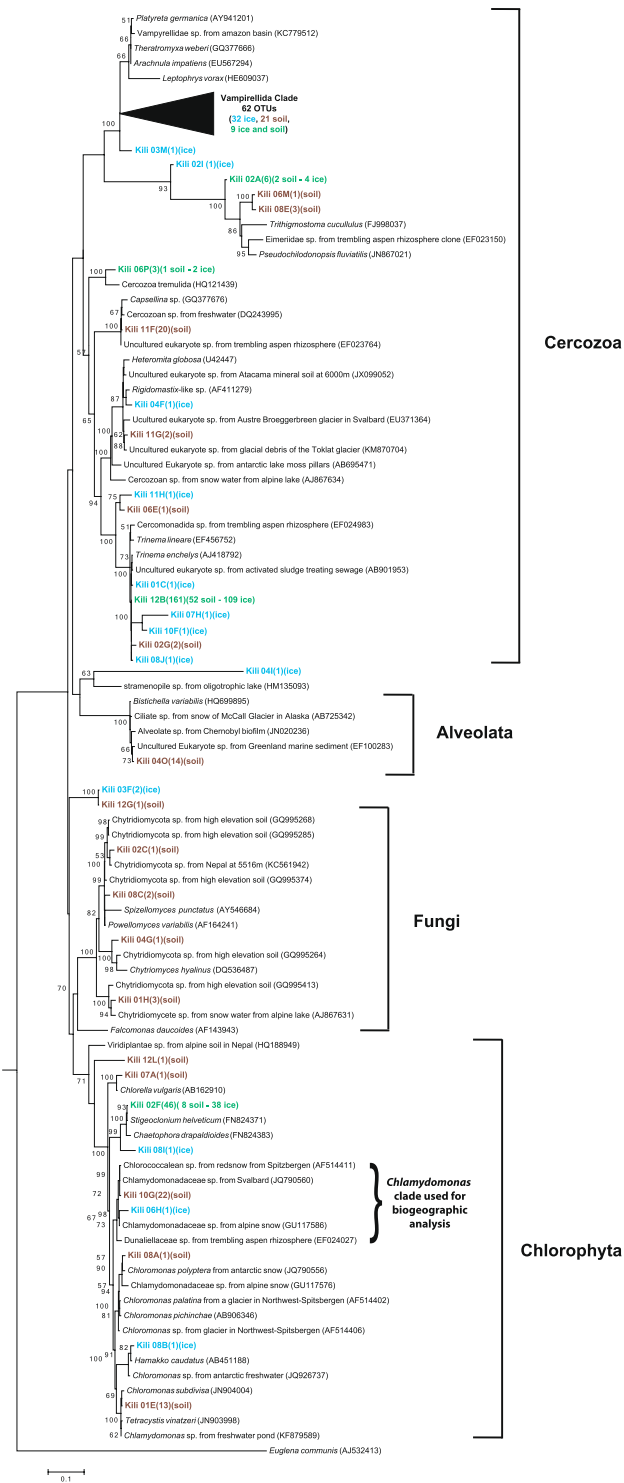 51
Platyreta germanica (AY941201)
66
Vampyrellidae sp. from amazon basin (KC779512)
Theratromyxa weberi (GQ377666)
66
Arachnula impatiens (EU567294)
Leptophrys vorax (HE609037)
Vampirellida Clade
62 OTUs
(32 ice, 21 soil,
9 ice and soil)
100
Kili 03M(1)(ice)
Kili 02I (1)(ice)
93
Kili 02A(6)(2 soil - 4 ice)
100
Kili 06M(1)(soil)
100
Kili 08E(3)(soil)
86
Trithigmostoma cucullulus (FJ998037)
Eimeriidae sp. from trembling aspen rhizosphere clone (EF023150)
95
Pseudochilodonopsis fluviatilis (JN867021)
Kili 06P(3)(1 soil - 2 ice)
100
Cercozoa tremulida (HQ121439)
Capsellina sp. (GQ377676)
67
Cercozoan sp. from freshwater (DQ243995)
100
Kili 11F(20)(soil)
Uncultured eukaryote sp. from trembling aspen rhizosphere (EF023764)
57
Cercozoa
Heteromita globosa (U42447)
Uncultured eukaryote sp. from Atacama mineral soil at 6000m (JX099052)
Rigidomastix-like sp. (AF411279)
87
Kili 04F(1)(ice)
65
Ucultured eukaryote sp. from Austre Broeggerbreen glacier in Svalbard (EU371364)
100
62
Kili 11G(2)(soil)
88
Uncultured eukaryote sp. from glacial debris of the Toklat glacier (KM870704)
100
Uncultured Eukaryote sp. from antarctic lake moss pillars (AB695471)
Cercozoan sp. from snow water from alpine lake (AJ867634)
94
75
Kili 11H(1)(ice)
Kili 06E(1)(soil)
51
Cercomonadida sp. from trembling aspen rhizosphere (EF024983)
100
Trinema lineare (EF456752)
73
Trinema enchelys (AJ418792)
100
Uncultured eukaryote sp. from activated sludge treating sewage (AB901953)
Kili 01C(1)(ice)
Kili 12B(161)(52 soil - 109 ice)
100
Kili 07H(1)(ice)
Kili 10F(1)(ice)
Kili 02G(2)(soil)
Kili 08J(1)(ice)
63
Kili 04I(1)(ice)
stramenopile sp. from oligotrophic lake (HM135093)
Bistichella variabilis (HQ699895)
100
Ciliate sp. from snow of McCall Glacier in Alaska (AB725342)
Alveolate sp. from Chernobyl biofilm (JN020236)
Alveolata
66
Uncultured Eukaryote sp. from Greenland marine sediment (EF100283)
73
Kili 04O(14)(soil)
100
Kili 03F(2)(ice)
Kili 12G(1)(soil)
98
Chytridiomycota sp. from high elevation soil (GQ995268)
99
Chytridiomycota sp. from high elevation soil (GQ995285)
53
Kili 02C(1)(soil)
100
Chytridiomycota sp. from Nepal at 5516m (KC561942)
99
Chytridiomycota sp. from high elevation soil (GQ995374)
Kili 08C(2)(soil)
82
Spizellomyces punctatus (AY546684)
Powellomyces variabilis (AF164241)
Fungi
Kili 04G(1)(soil)
100
100
Chytridiomycota sp. from high elevation soil (GQ995264)
98
Chytriomyces hyalinus (DQ536487)
70
Chytridiomycota sp. from high elevation soil (GQ995413)
100
Kili 01H(3)(soil)
94
Chytridiomycete sp. from snow water from alpine lake (AJ867631)
Falcomonas daucoides (AF143943)
Viridiplantae sp. from alpine soil in Nepal (HQ188949)
Kili 12L(1)(soil)
71
100
Kili 07A(1)(soil)
Chlorella vulgaris (AB162910)
93
Kili 02F(46)( 8 soil - 38 ice)
100
Stigeoclonium helveticum (FN824371)
99
Chaetophora drapaldioides (FN824383)
100
Kili 08I(1)(ice)
Chlorococcalean sp. from redsnow from Spitzbergen (AF514411)
99
Chlamydomonadaceae sp. from Svalbard (JQ790560)
72
Kili 10G(22)(soil)
Kili 06H(1)(ice)
67
98
73
Chlamydomonadaceae sp. from alpine snow (GU117586)
Dunaliellaceae sp. from trembling aspen rhizosphere (EF024027)
Chlamydomonas
clade used for
biogeographic
analysis
57
Kili 08A(1)(soil)
Chlorophyta
90
Chloromonas polyptera from antarctic snow (JQ790556)
57
Chlamydomonadaceae sp. from alpine snow (GU117576)
94
Chloromonas palatina from a glacier in Northwest-Spitsbergen (AF514402)
100
81
Chloromonas pichinchae (AB906346)
Chloromonas sp. from glacier in Northwest-Spitsbergen (AF514406)
82
Kili 08B(1)(ice)
91
100
Hamakko caudatus (AB451188)
Chloromonas sp. from antarctic freshwater (JQ926737)
69
Chloromonas subdivisa (JN904004)
Kili 01E(13)(soil)
100
Tetracystis vinatzeri (JN903998)
62
Chlamydomonas sp. from freshwater pond (KF879589)
Euglena communis (AJ532413)
0.1